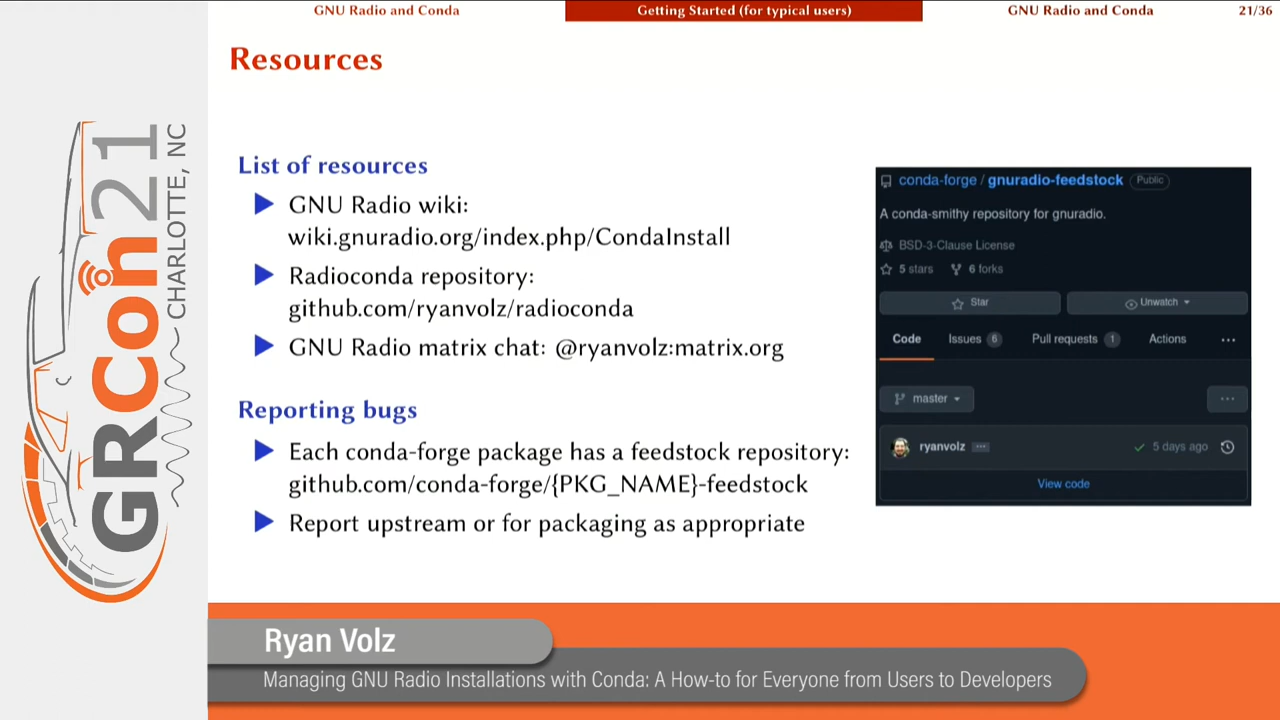 GNU Radio and Conda
Getting Started (for typical users)
GNU Radio and Conda
21/36
Resources
List of resources
GNU Radio wiki:
wiki.gnuradio.org/index.php/CondaInstall
Radioconda repository:
github.com/ryanvolz/radioconda
GNU Radio matrix chat: @ryanvolz:matrix.org
Reporting bugs
Each conda-forge package has a feedstock repository:
github.com/conda-forge/{PKG_NAME}-feedstock
Report upstream or for packaging as appropriate
conda-forge / gnuradio-feedstock Public
A conda-smithy repository for gnuradio.
BSD-3-Clause License
5 stars 6 forks
Star Unwatch
Code Issues 6 Pull requests 1 Actions ...
master ...
ryanvolz ... 5 days ago
View code
GRCon21
CHARLOTTE, NC
Ryan Volz
Managing GNU Radio Installations with Conda: A How-to for Everyone from Users to Developers